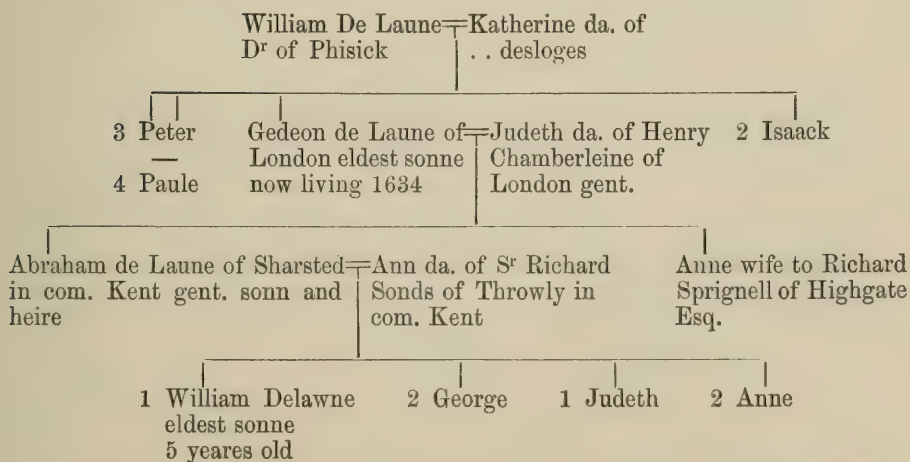 William De Laune Katherine da. of
Dr of Phisick . . desloges
3 Peter
—
4 Paule
Gedeon de Laune of
London eldest sonne
now living 1634
Judeth da. of Henry
Chamberleine of
London gent.
2 Isaack
Abraham de Laune of Sharsted
in com. Kent gent. sonn and
heire
Ann da. of Sr Richard
Sonds of Throwly in
com. Kent
Anne wife to Richard
Sprignell of Highgate
Esq.
1 William Delawne
eldest sonne
5 yeares old
2 George
1 Judeth
2 Anne